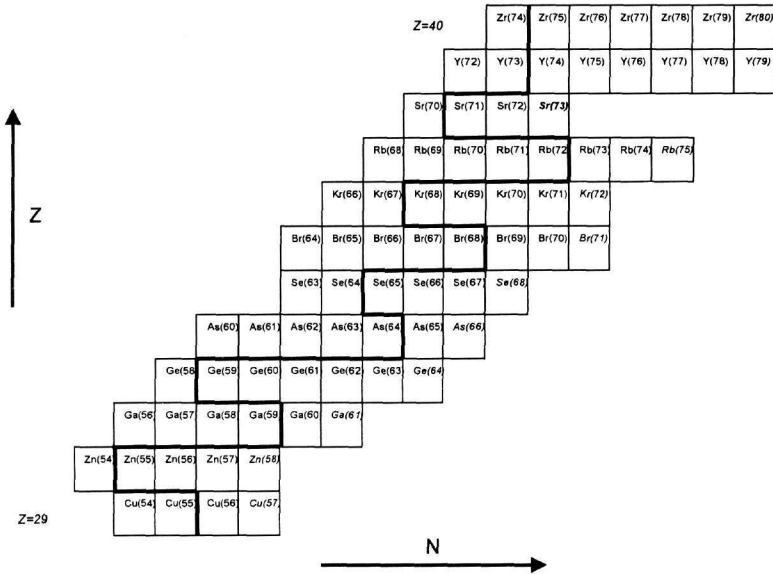 Z=40 Zr(74) Zr(75) Zr(76) Zr(77) Zr(78) Zr(79) Zr(80)
Y(72) Y(73) Y(74) Y(75) Y(76) Y(77) Y(78) Y(79)
Sr(70) Sr(71) Sr(72) Sr(73)
Rb(68) Rb(69) Rb(70) Rb(71) Rb(72) Rb(73) Rb(74) Rb(75)
Kr(66) Kr(67) Kr(68) Kr(69) Kr(70) Kr(71) Kr(72)
Z
Br(64) Br(65) Br(66) Br(67) Br(68) Br(69) Br(70) Br(71)
Se(63) Se(64) Se(65) Se(66) Se(67) Se(68)
As(60) As(61) As(62) As(63) As(64) As(65) As(66)
Ge(58 Ge(59) Ge(60) Ge(61) Ge(62) Ge(63) Ge(64)
Ga(56) Ga(57) Ga(58) Ga(59) Ga(60) Ga(61)
Zn(54) Zn(55) Zn(56) Zn(57) Zn(58)
Cu(54) Cu(55) Cu(56) Cu(57)
Z=29
N